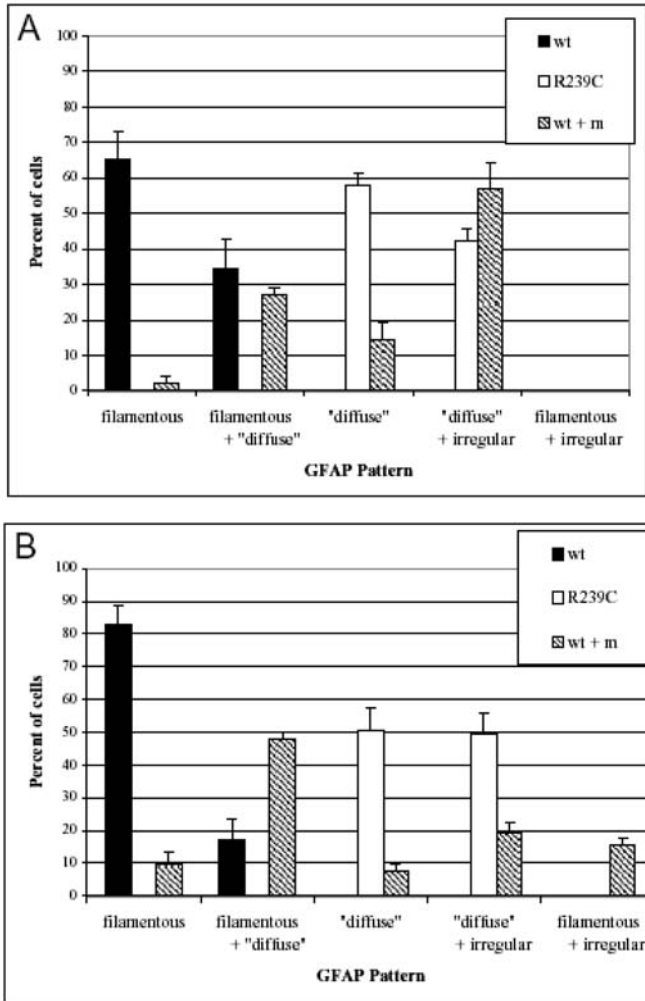 A
100
90
80
70
60
50
40
30
20
10
0
Percent of cells
wt
R239C
wt + m
filamentous
filamentous
+ "diffuse"
"diffuse"
"diffuse"
+ irregular
filamentous
+ irregular
GFAP Pattern
B
100
90
80
70
60
50
40
30
20
10
0
Percent of cells
wt
R239C
wt + m
filamentous
filamentous
+ "diffuse"
"diffuse"
"diffuse"
+ irregular
filamentous
+ irregular
GFAP Pattern